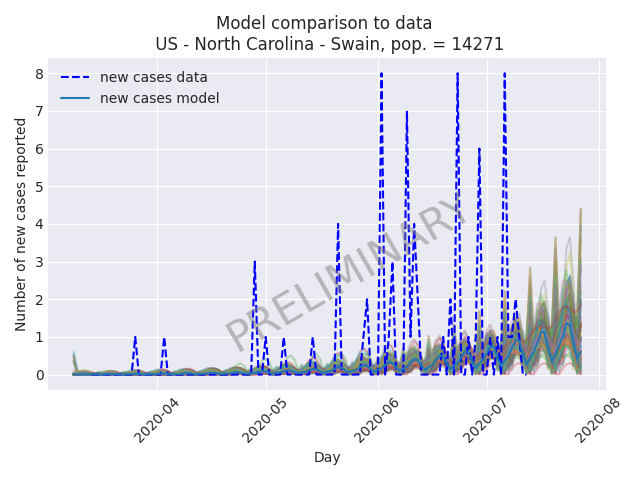 Model comparison to data
US - North Carolina - Swain, pop. = 14271
new cases data
new cases model
8
7
6
5
4
3
2
1
0
Number of new cases reported
PRELIMINARY
2020-04
2020-05
2020-06
2020-07
2020-08
Day